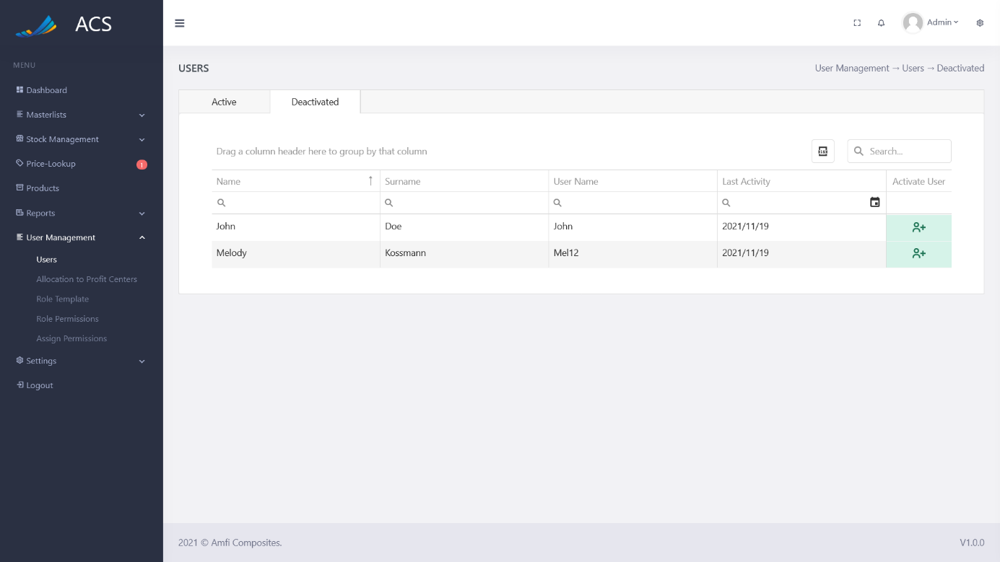 ACS
MENU
Dashboard
Masterlists
Stock Management
Price-Lookup 1
Products
Reports
User Management
Users
Allocation to Profit Centers
Role Template
Role Permissions
Assign Permissions
Settings
Logout
Admin
USERS
User Management → Users → Deactivated
Active Deactivated
Drag a column header here to group by that column
XLSX
Search...
Name Surname User Name Last Activity Activate User
John Doe John 2021/11/19
Melody Kossmann Mel12 2021/11/19
2021 © Amfi Composites. V1.0.0